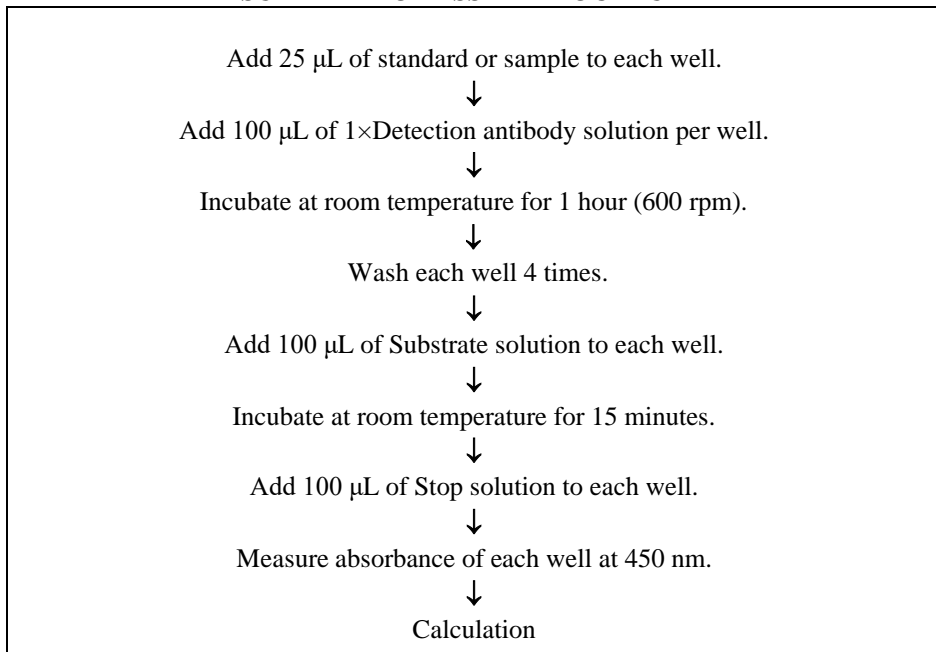 Add 25 μL of standard or sample to each well.
↓
Add 100 μL of 1×Detection antibody solution per well.
↓
Incubate at room temperature for 1 hour (600 rpm).
↓
Wash each well 4 times.
↓
Add 100 μL of Substrate solution to each well.
↓
Incubate at room temperature for 15 minutes.
↓
Add 100 μL of Stop solution to each well.
↓
Measure absorbance of each well at 450 nm.
↓
Calculation